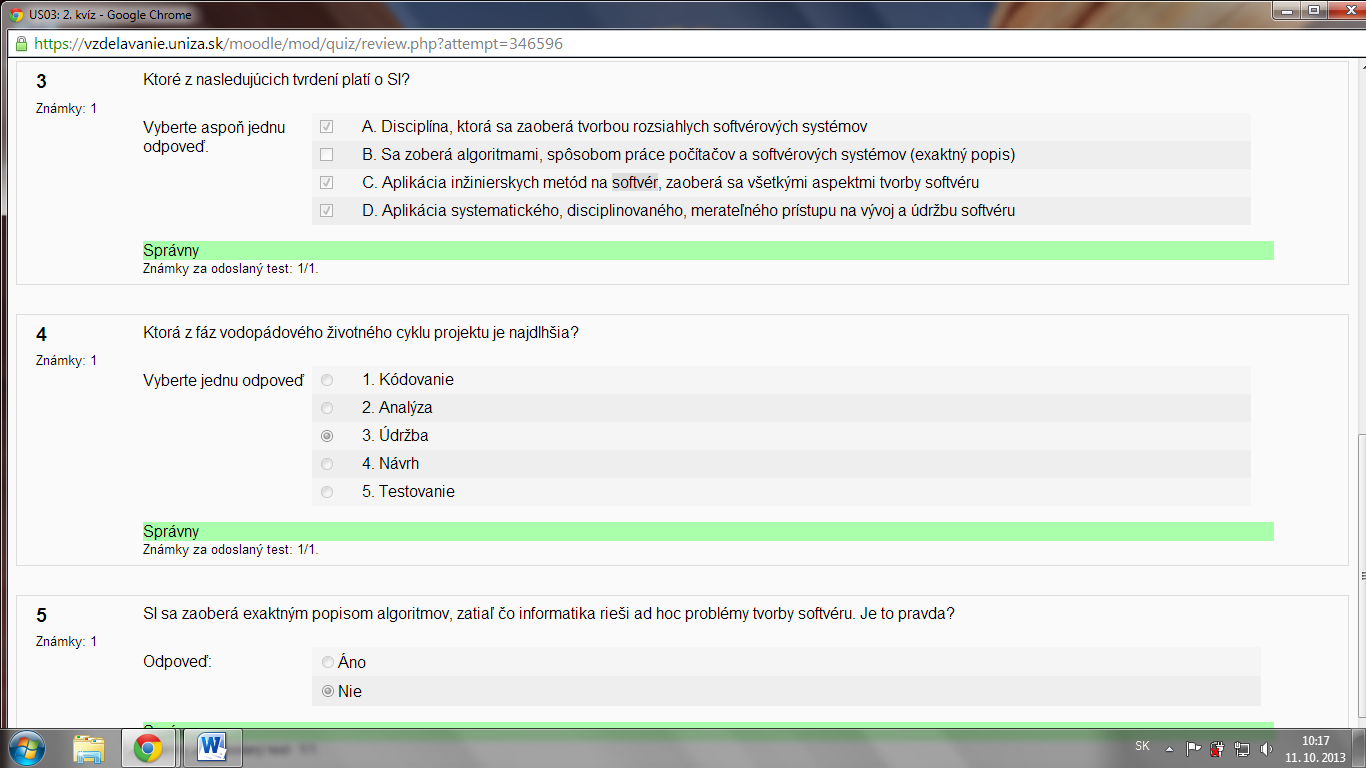 US03: 2. kvíz - Google Chrome
https://vzdelavanie.uniza.sk/moodle/mod/quiz/review.php?attempt=346596
3
Známky: 1
Ktoré z nasledujúcich tvrdení platí o SI?
Vyberte aspoň jednu
odpoveď.
A. Disciplína, ktorá sa zaoberá tvorbou rozsiahlych softvérových systémov
B. Sa zoberá algoritmami, spôsobom práce počítačov a softvérových systémov (exaktný popis)
C. Aplikácia inžinierskych metód na softvér, zaoberá sa všetkými aspektmi tvorby softvéru
D. Aplikácia systematického, disciplinovaného, merateľného prístupu na vývoj a údržbu softvéru
Správny
Známky za odoslaný test: 1/1.
4
Známky: 1
Ktorá z fáz vodopádového životného cyklu projektu je najdlhšia?
Vyberte jednu odpoveď
1. Kódovanie
2. Analýza
3. Údržba
4. Návrh
5. Testovanie
Správny
Známky za odoslaný test: 1/1.
5
Známky: 1
SI sa zaoberá exaktným popisom algoritmov, zatiaľ čo informatika rieši ad hoc problémy tvorby softvéru. Je to pravda?
Odpoveď:
Áno
Nie
SK
10:17
11. 10. 2013